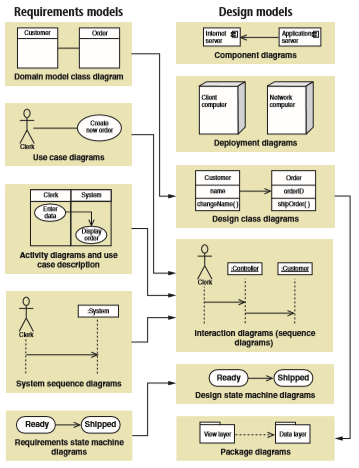 Requirements models
Customer
Order
Domain model class diagram
Create
new order
Clerk
Use case diagrams
Clerk
System
Enter
data
Display
order
Activity diagrams and use
case description
:System
Clerk
System sequence diagrams
Ready
Shipped
Requirements state machine
diagrams
Design models
Internet
server
Application
server
Component diagrams
Client
computer
Network
computer
Deployment diagrams
Customer
Order
name
orderID
changeName()
shipOrder( )
Design class diagrams
:Controller
:Customer
Clerk
Interaction diagrams (sequence
diagrams)
Ready
Shipped
Design state machine diagrams
View layer
Data layer
Package diagrams